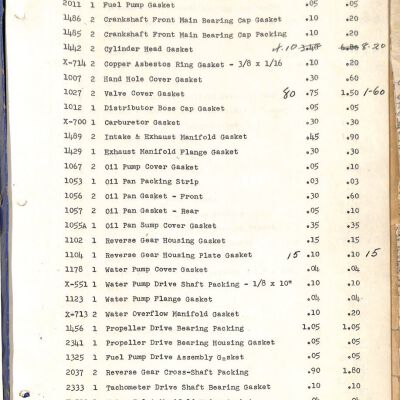 2011 1 Fuel Pump Gasket .05 .05
1486 2 Crankshaft Front Main Bearing Cap Gasket .10 .20
1485 2 Crankshaft Front Main Bearing Cap Packing .10 .20
1442 2 Cylinder Head Gasket 4.10 8.20
X-714 2 Copper Asbestos Ring Gasket - 3/8 x 1/16 .10 .20
1007 2 Hand Hole Cover Gasket .30 .60
1027 2 Valve Cover Gasket 80 .75 1.50 1-60
1012 1 Distributor Boss Cap Gasket .05 .05
X-700 1 Carburetor Gasket .30 .30
1489 2 Intake & Exhaust Manifold Gasket .45 .90
1429 1 Exhaust Manifold Flange Gasket .30 .30
1067 2 Oil Pump Cover Gasket .05 .10
1053 1 Oil Pan Packing Strip .03 .03
1056 2 Oil Pan Gasket - Front .30 .60
1057 2 Oil Pan Gasket - Rear .05 .10
1055A 1 Oil Pan Sump Cover Gasket .35 .35
1102 1 Reverse Gear Housing Gasket .15 .15
1104 1 Reverse Gear Housing Plate Gasket 15 .10 .10 15
1178 1 Water Pump Cover Gasket .04 .04
X-551 1 Water Pump Drive Shaft Packing - 1/8 x 10" .10 .10
1123 1 Water Pump Flange Gasket .04 .04
X-713 2 Water Overflow Manifold Gasket .10 .20
1456 1 Propeller Drive Bearing Packing 1.05 1.05
2341 1 Propeller Drive Bearing Housing Gasket .05 .05
1325 1 Fuel Pump Drive Assembly Gasket .05 .05
2037 2 Reverse Gear Cross-Shaft Packing .90 1.80
2333 1 Tachometer Drive Shaft Bearing Gasket .10 .10